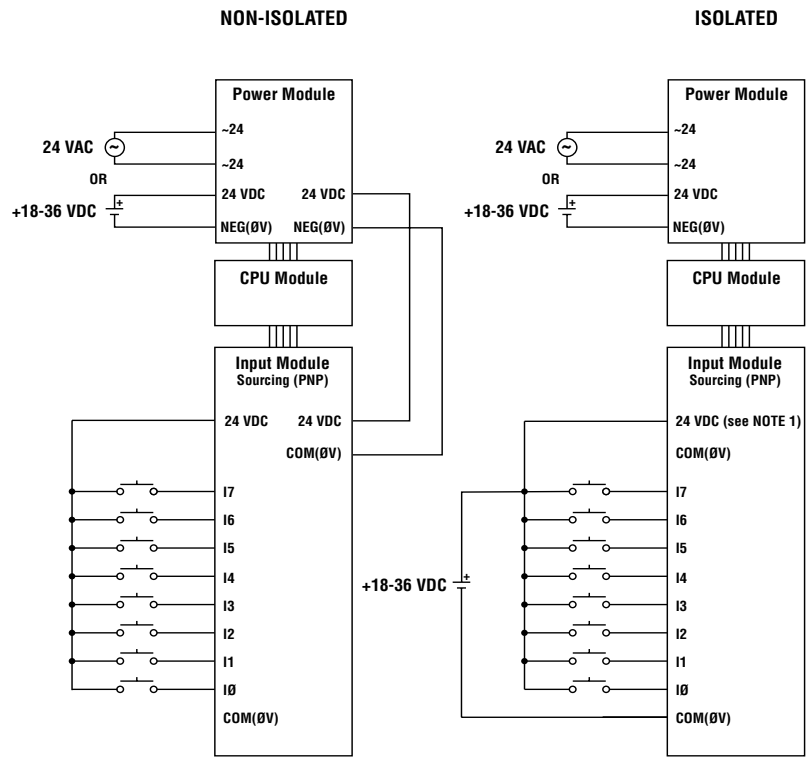 NON-ISOLATED
Power Module
~24
~24
24 VAC
~
OR
+18-36 VDC
+
24 VDC 24 VDC
NEG(ØV) NEG(ØV)
CPU Module
Input Module
Sourcing (PNP)
24 VDC 24 VDC
COM(ØV)
I7
I6
I5
I4
I3
I2
I1
IØ
COM(ØV)
ISOLATED
Power Module
~24
~24
24 VAC
~
OR
+18-36 VDC
+
24 VDC
NEG(ØV)
CPU Module
Input Module
Sourcing (PNP)
24 VDC (see NOTE 1)
COM(ØV)
I7
I6
I5
I4
+18-36 VDC
+
I3
I2
I1
IØ
COM(ØV)